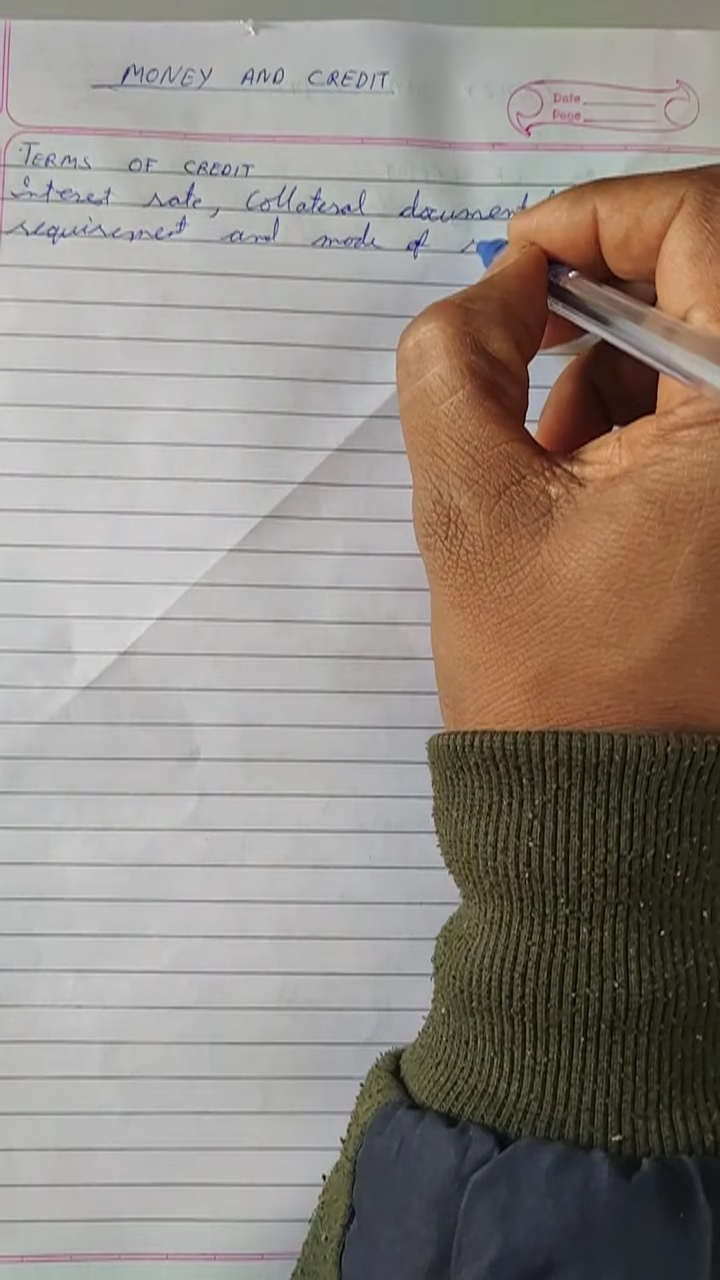 MONEY AND CREDIT
Date
Page
TERMS OF CREDIT
Interest rate, Collateral document
requirement and mode of